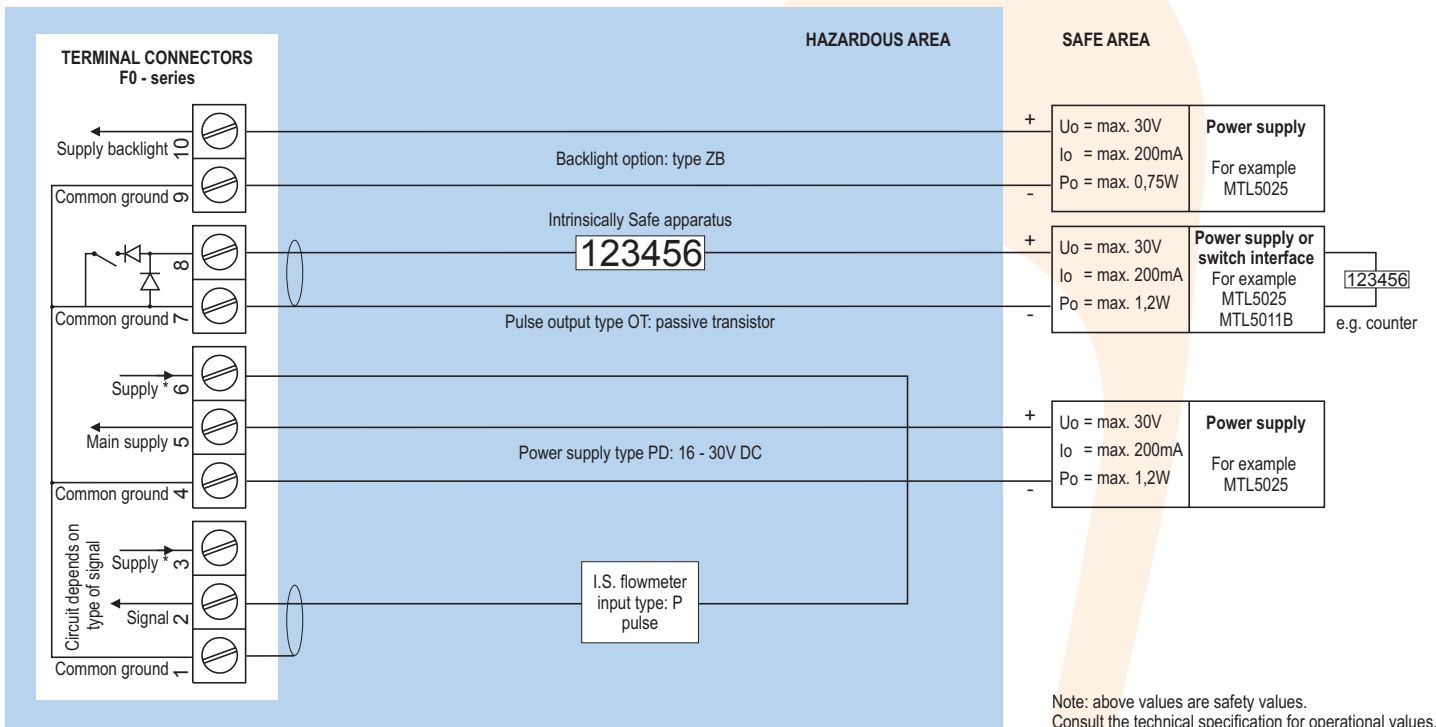 HAZARDOUS AREA
SAFE AREA
TERMINAL CONNECTORS
F0 - series
Supply backlight 10
Common ground 9
8
Common ground 7
Supply * 6
Main supply 5
Common ground 4
Circuit depends on
type of signal
Supply * 3
Signal 2
Common ground 1
Backlight option: type ZB
Intrinsically Safe apparatus
123456
Pulse output type OT: passive transistor
Power supply type PD: 16 - 30V DC
I.S. flowmeter
input type: P
pulse
+
-
Uo = max. 30V
Io = max. 200mA
Po = max. 0,75W
Power supply
For example
MTL5025
+
-
Uo = max. 30V
Io = max. 200mA
Po = max. 1,2W
Power supply or
switch interface
For example
MTL5025
MTL5011B
123456
e.g. counter
+
-
Uo = max. 30V
Io = max. 200mA
Po = max. 1,2W
Power supply
For example
MTL5025
Note: above values are safety values.
Consult the technical specification for operational values.